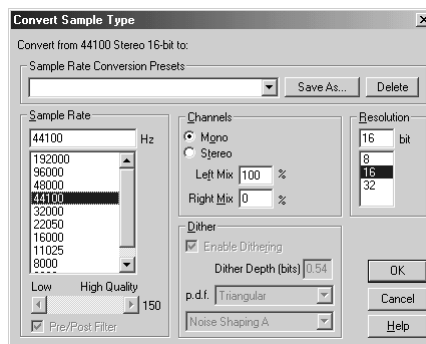 Convert Sample Type
Convert from 44100 Stereo 16-bit to:
Sample Rate Conversion Presets
Save As...
Delete
Sample Rate
44100 Hz
192000
96000
48000
44100
32000
22050
16000
11025
8000
Low High Quality
150
Pre/Post Filter
Channels
Mono
Stereo
Left Mix 100 %
Right Mix 0 %
Dither
Enable Dithering
Dither Depth (bits) 0.54
p.d.f. Triangular
Noise Shaping A
Resolution
16 bit
8
16
32
OK
Cancel
Help